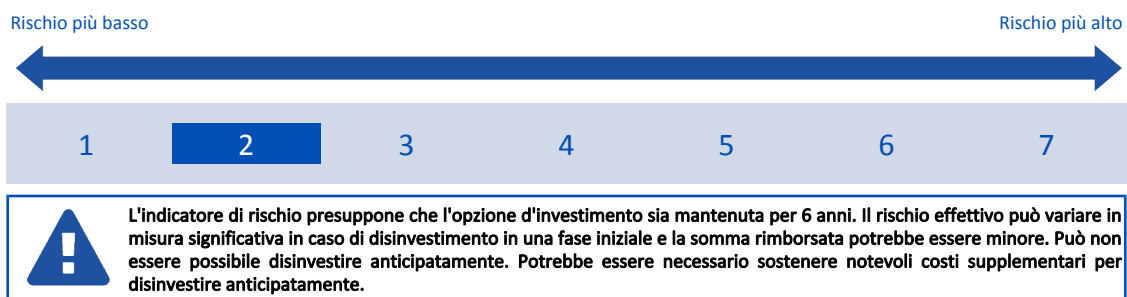 Rischio più basso Rischio più alto
1 2 3 4 5 6 7
L'indicatore di rischio presuppone che l'opzione d'investimento sia mantenuta per 6 anni. Il rischio effettivo può variare in
misura significativa in caso di disinvestimento in una fase iniziale e la somma rimborsata potrebbe essere minore. Può non
essere possibile disinvestire anticipatamente. Potrebbe essere necessario sostenere notevoli costi supplementari per
disinvestire anticipatamente.